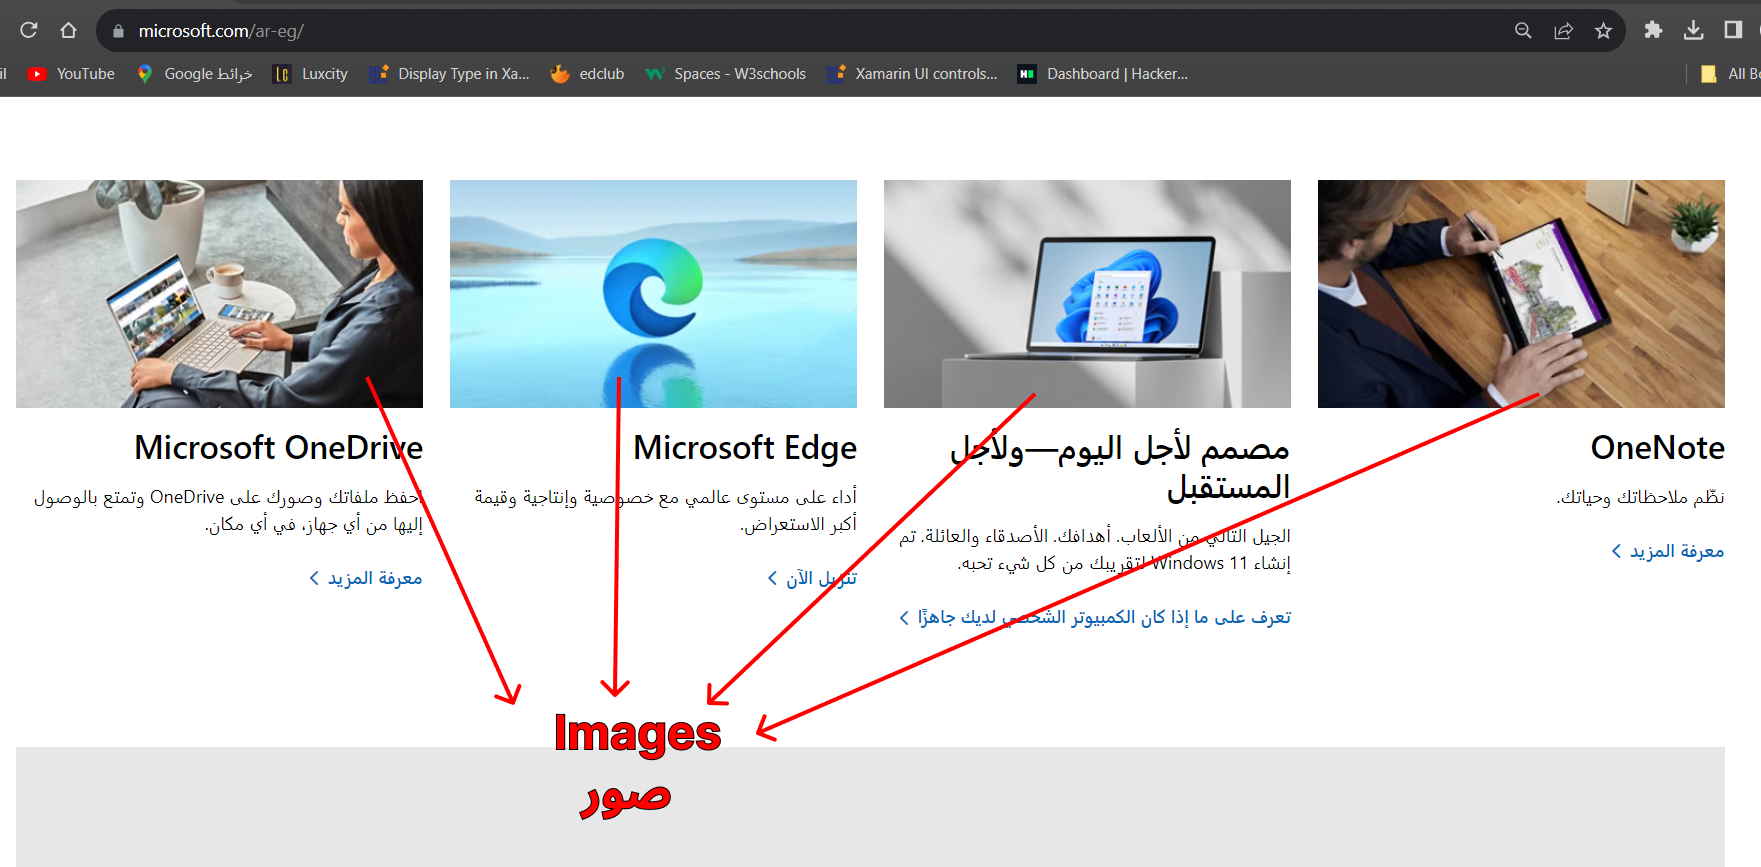 microsoft.com/ar-eg/
il
YouTube
Google خرائط
Luxcity
Display Type in Xa...
edclub
Spaces - W3schools
Xamarin UI controls...
Dashboard | Hacker...
All Bo
Microsoft OneDrive
احفظ ملفاتك وصورك على OneDrive وتمتع بالوصول
إليها من أي جهاز، في أي مكان.
معرفة المزيد
Microsoft Edge
أداء على مستوى عالمي مع خصوصية وإنتاجية وقيمة
أكبر الاستعراض.
تنزيل الآن
مصمم لأجل اليوم—ولأجل
المستقبل
الجيل التالي من الألعاب. أهدافك. الأصدقاء والعائلة. تم
إنشاء Windows 11 لتقريبك من كل شيء تحبه.
تعرف على ما إذا كان الكمبيوتر الشخصي لديك جاهزًا
OneNote
نظّم ملاحظاتك وحياتك.
معرفة المزيد
Images
صور